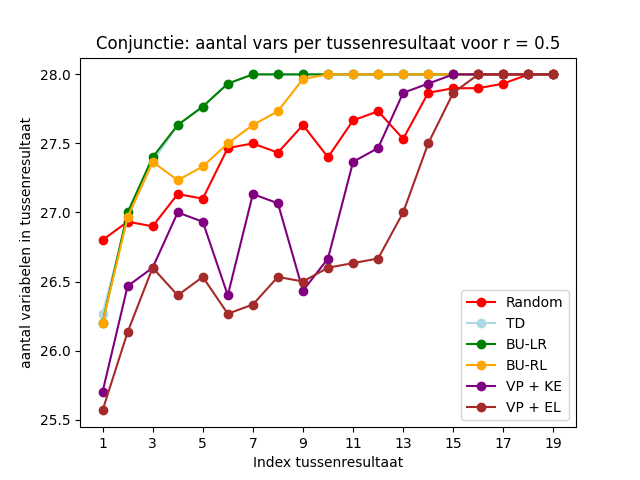 Conjunctie: aantal vars per tussenresultaat voor r = 0.5
28.0
27.5
27.0
26.5
26.0
25.5
aantal variabelen in tussenresultaat
Random
TD
BU-LR
BU-RL
VP + KE
VP + EL
1 3 5 7 9 11 13 15 17 19
Index tussenresultaat